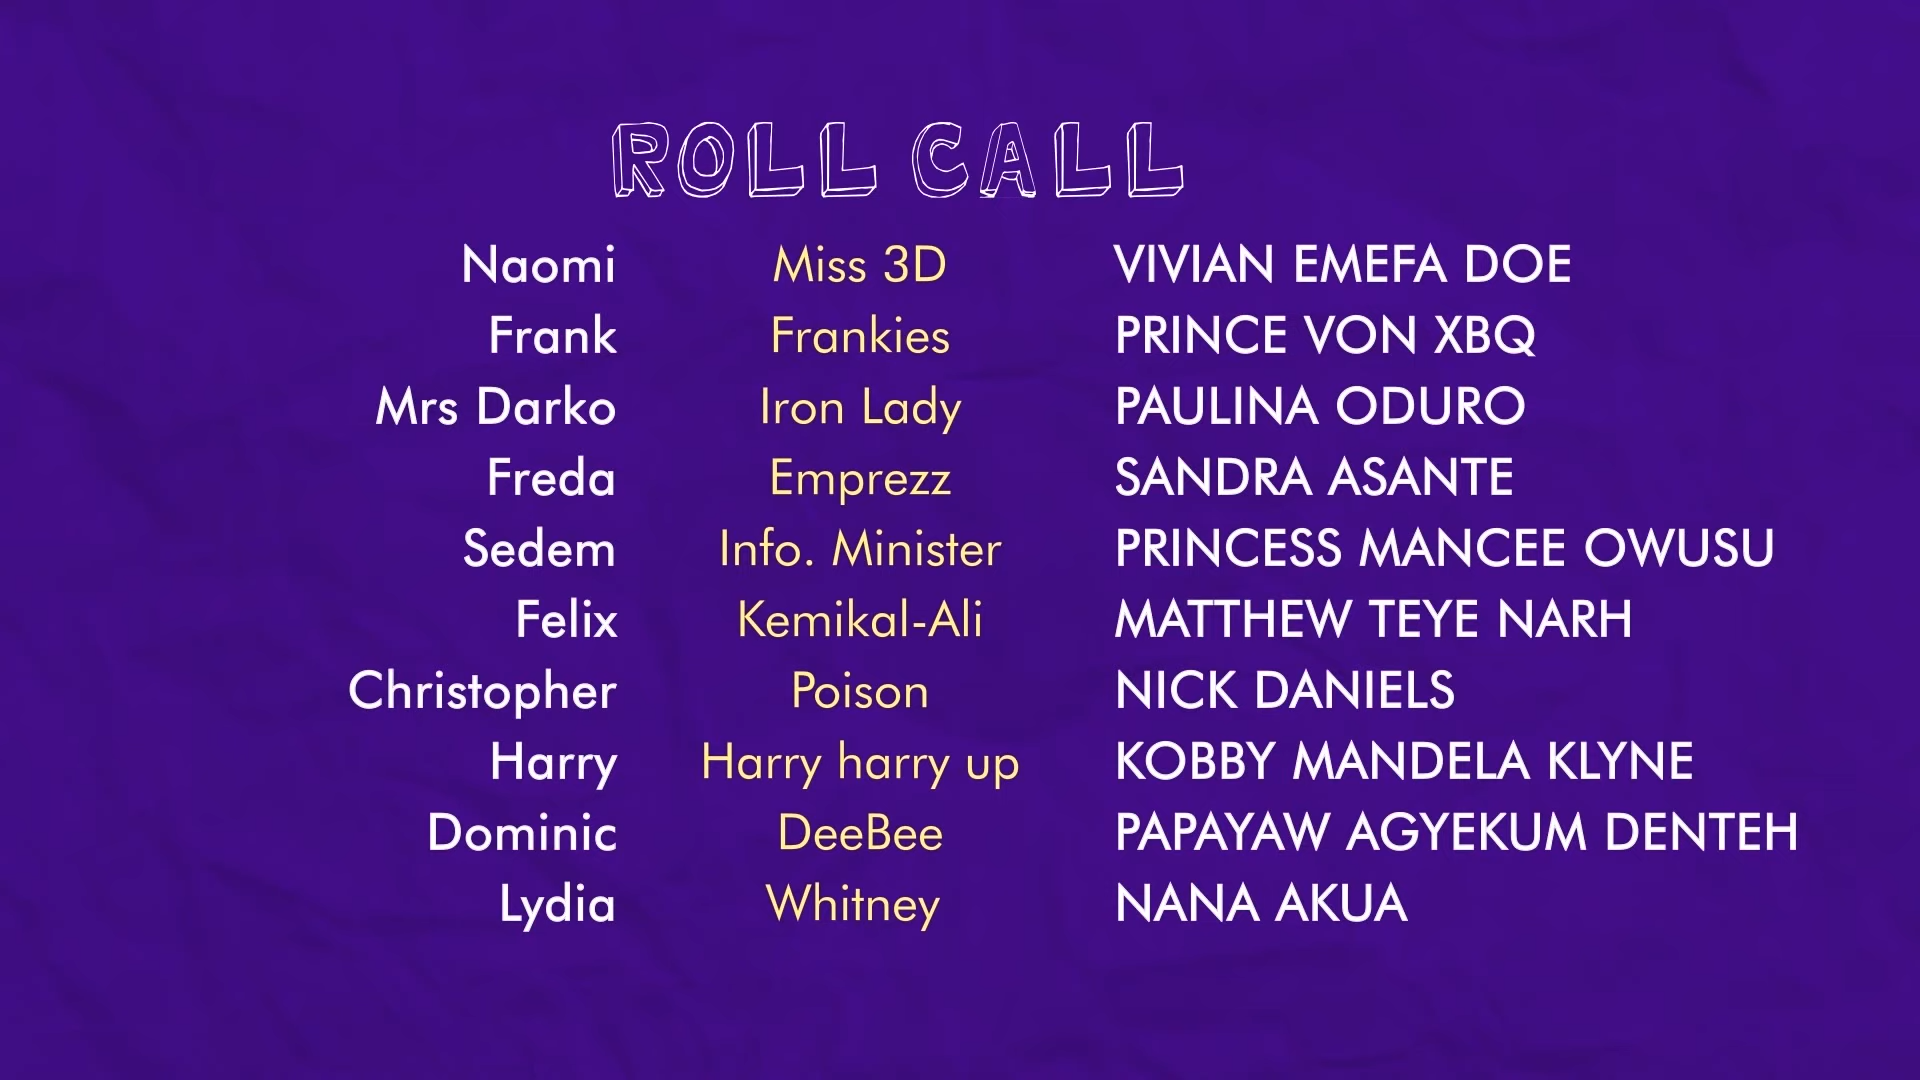 ROLL CALL
Naomi Miss 3D VIVIAN EMEFA DOE
Frank Frankies PRINCE VON XBQ
Mrs Darko Iron Lady PAULINA ODURO
Freda Emprezz SANDRA ASANTE
Sedem Info. Minister PRINCESS MANCEE OWUSU
Felix Kemikal-Ali MATTHEW TEYE NARH
Christopher Poison NICK DANIELS
Harry Harry harry up KOBBY MANDELA KLYNE
Dominic DeeBee PAPAYAW AGYEKUM DENTEH
Lydia Whitney NANA AKUA